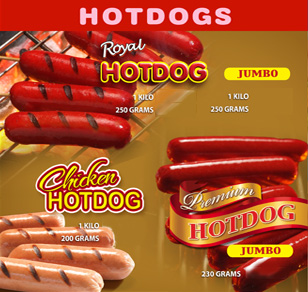 HOTDOGS
Royal
HOTDOG
JUMBO
1 KILO
250 GRAMS
1 KILO
250 GRAMS
Chicken
HOTDOG
1 KILO
200 GRAMS
Premium
HOTDOG
JUMBO
230 GRAMS